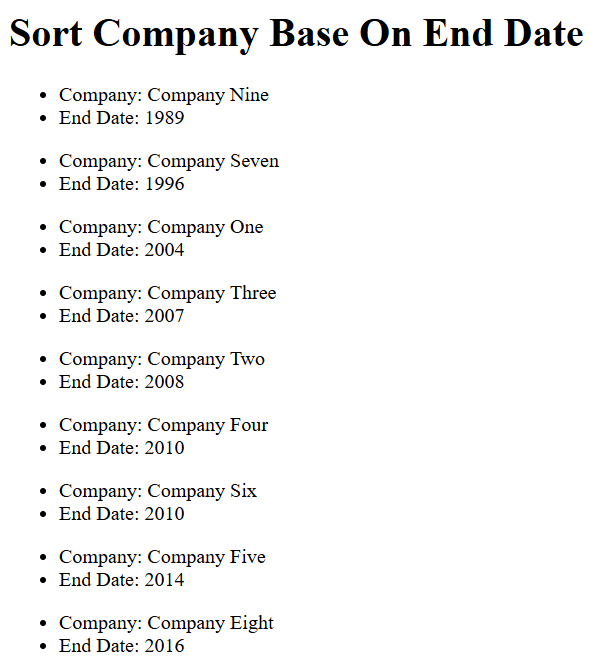 Sort Company Base On End Date
Company: Company Nine
End Date: 1989
Company: Company Seven
End Date: 1996
Company: Company One
End Date: 2004
Company: Company Three
End Date: 2007
Company: Company Two
End Date: 2008
Company: Company Four
End Date: 2010
Company: Company Six
End Date: 2010
Company: Company Five
End Date: 2014
Company: Company Eight
End Date: 2016